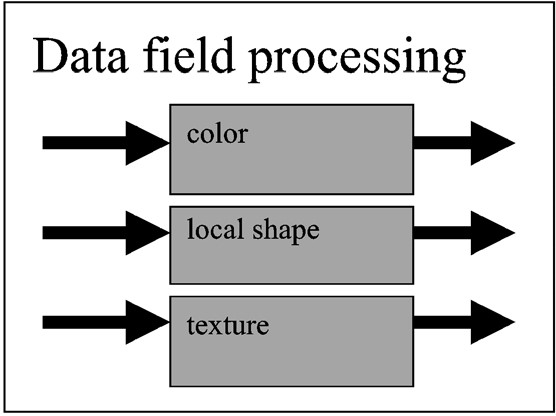 Data field processing
color
local shape
texture